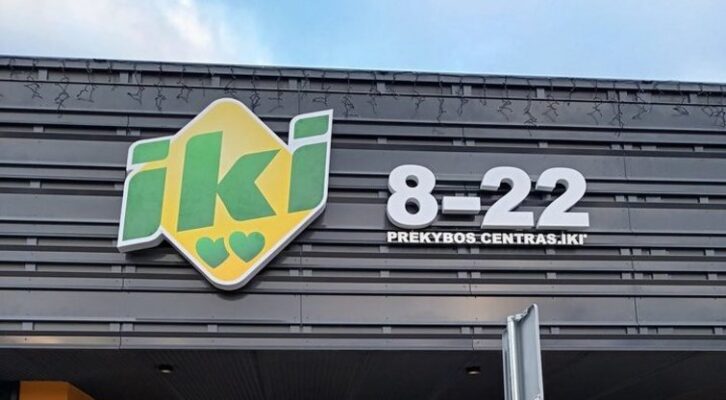 iki
8-22
PREKYBOS CENTRAS „IKI"